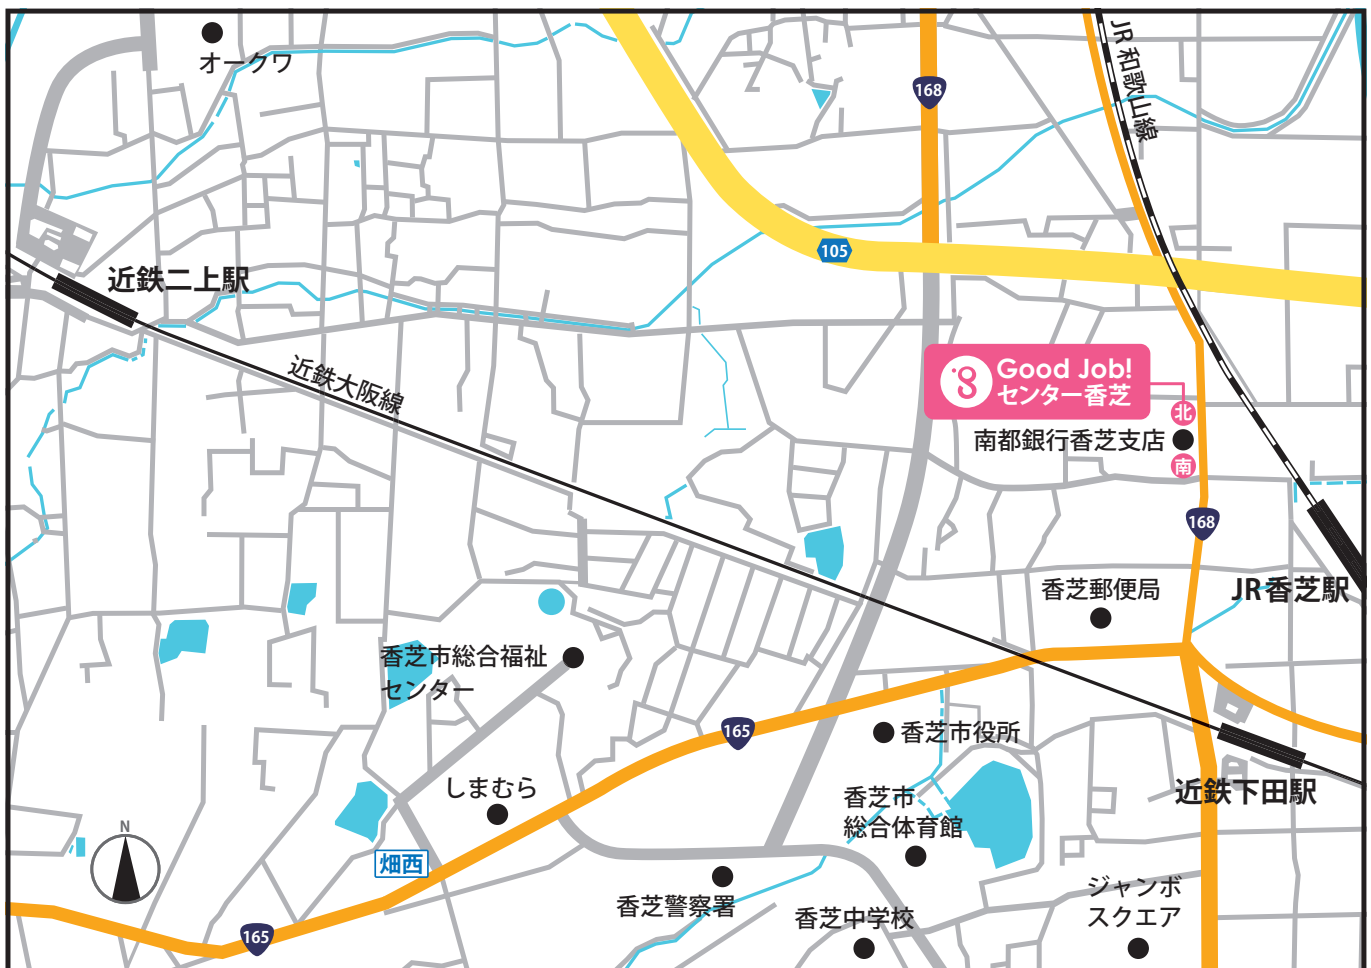 オークワ
168
JR 和歌山線
105
近鉄二上駅
近鉄大阪線
Good Job!
センター香芝
北
南都銀行香芝支店
南
168
香芝郵便局
JR 香芝駅
香芝市総合福祉
センター
165
香芝市役所
しまむら
香芝市
総合体育館
近鉄下田駅
N
畑西
香芝警察署
香芝中学校
ジャンボ
スクエア
165